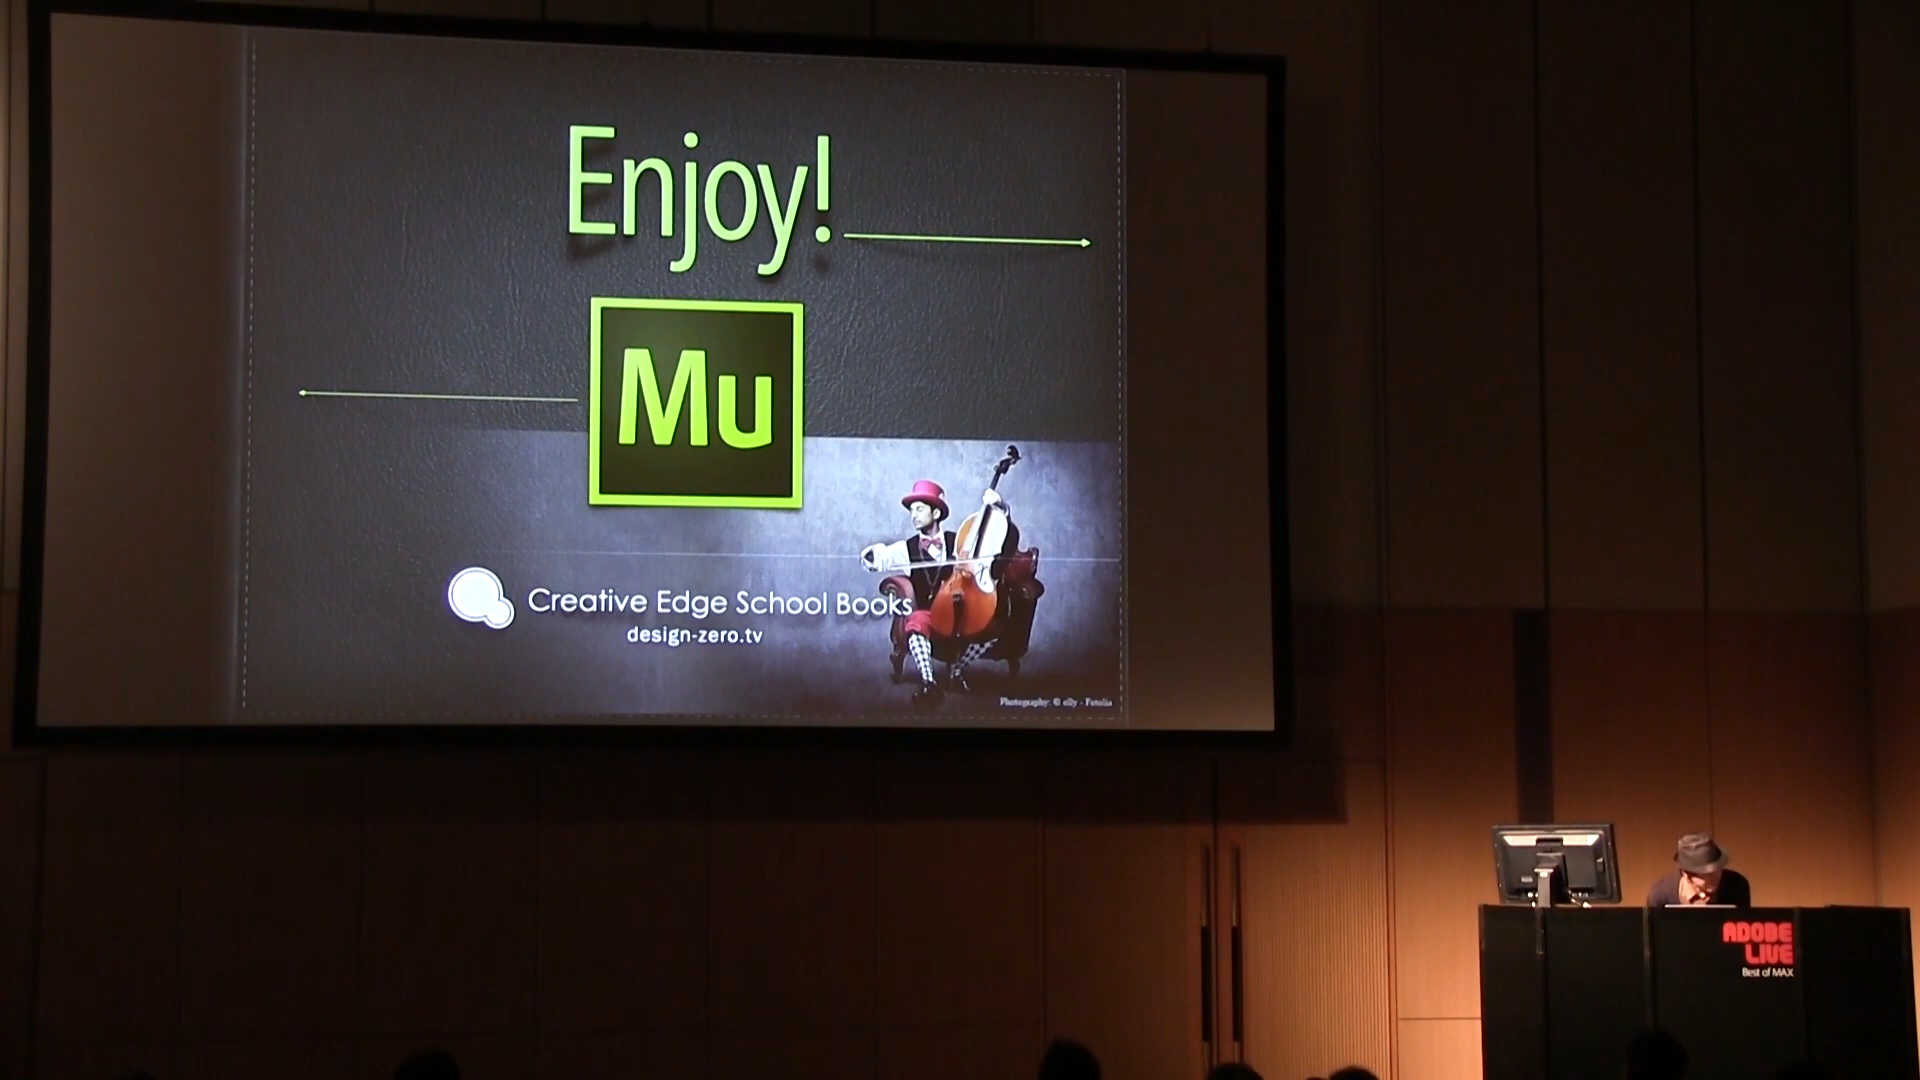 Enjoy!
Mu
Creative Edge School Books
design-zero.tv
Photography: © elly - Fotolia
ADOBE
LIVE
Best of MAX